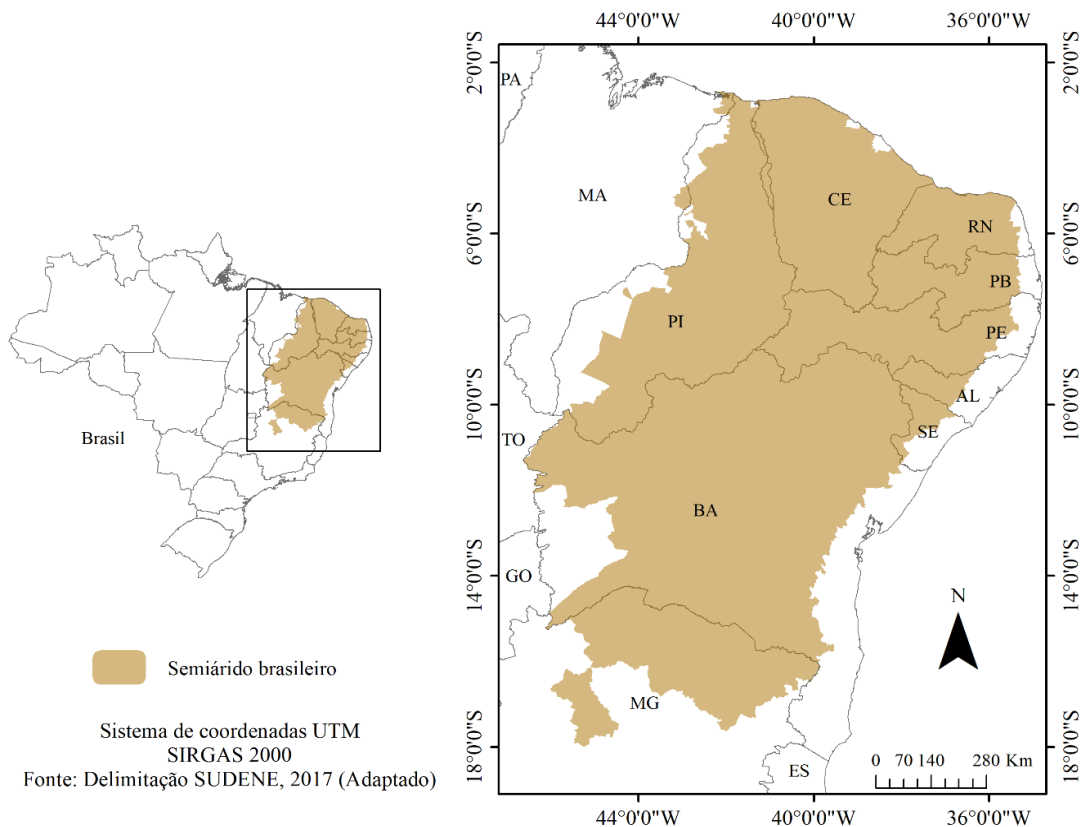 44°0'0"W 40°0'0"W 36°0'0"W
2°0'0"S
6°0'0"S
10°0'0"S
14°0'0"S
18°0'0"S
PA
MA
CE
RN
PB
PI
PE
AL
SE
TO
BA
GO
MG
ES
N
0 70 140 280 Km
2°0'0"S
6°0'0"S
10°0'0"S
14°0'0"S
18°0'0"S
44°0'0"W 40°0'0"W 36°0'0"W
Brasil
Semiárido brasileiro
Sistema de coordenadas UTM
SIRGAS 2000
Fonte: Delimitação SUDENE, 2017 (Adaptado)